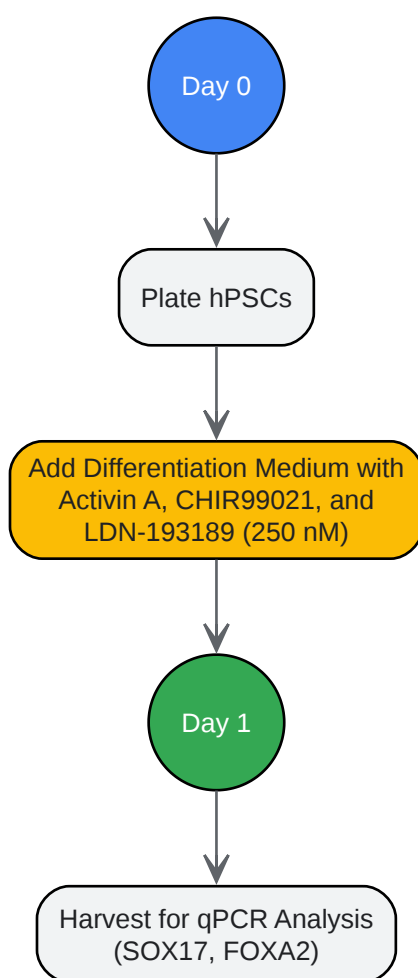 Day 0
Plate hPSCs
Add Differentiation Medium with
Activin A, CHIR99021, and
LDN-193189 (250 nM)
Day 1
Harvest for qPCR Analysis
(SOX17, FOXA2)